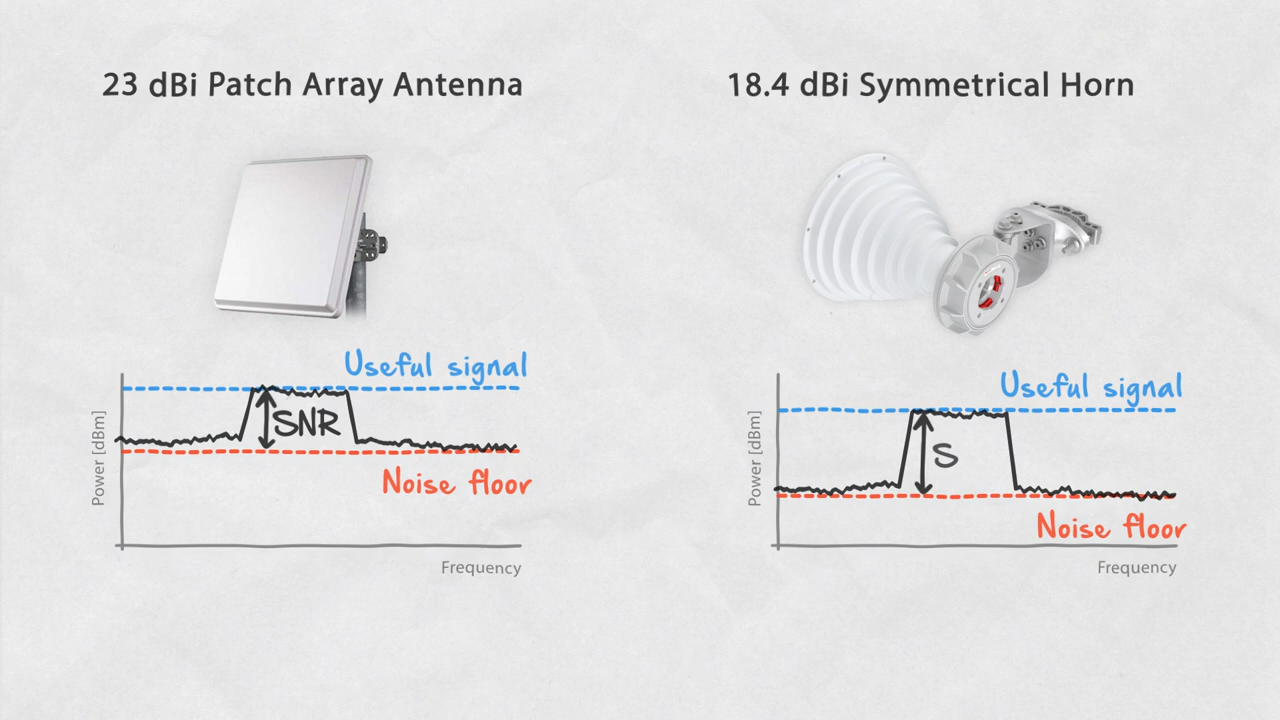 23 dBi Patch Array Antenna
18.4 dBi Symmetrical Horn
Useful signal
SNR
Noise floor
Power [dBm]
Frequency
Useful signal
S
Noise floor
Power [dBm]
Frequency